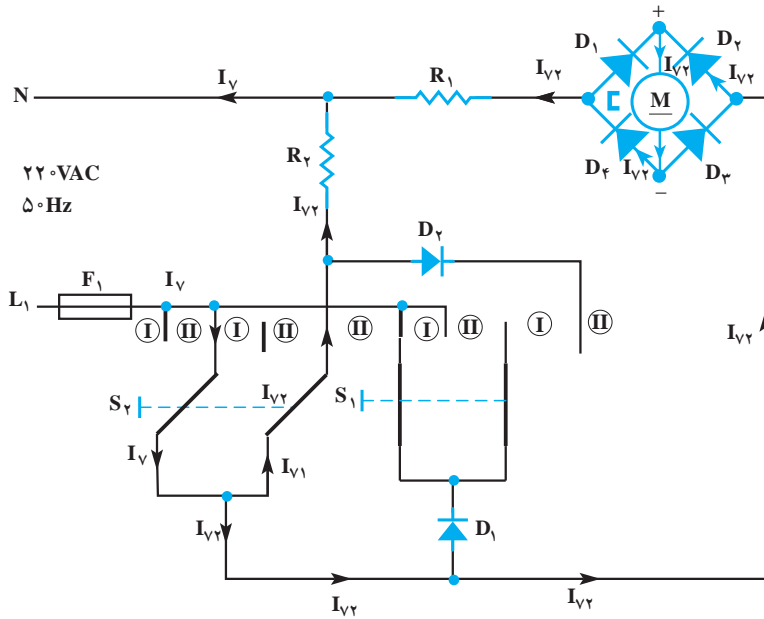 +
D۱ D۲
I۷۲ I۷۲
N I۷ R۱ I۷۲ M
R۲
D۴ I۷۲ D۳
−
۲۲۰VAC
۵۰Hz
I۷۲ D۲
L۱ F۱ I۷
I II I II II I II I II
I۷۲
S۲ I۷۲ S۱
I۷ I۷۱
I۷۲ D۱
I۷۲ I۷۲